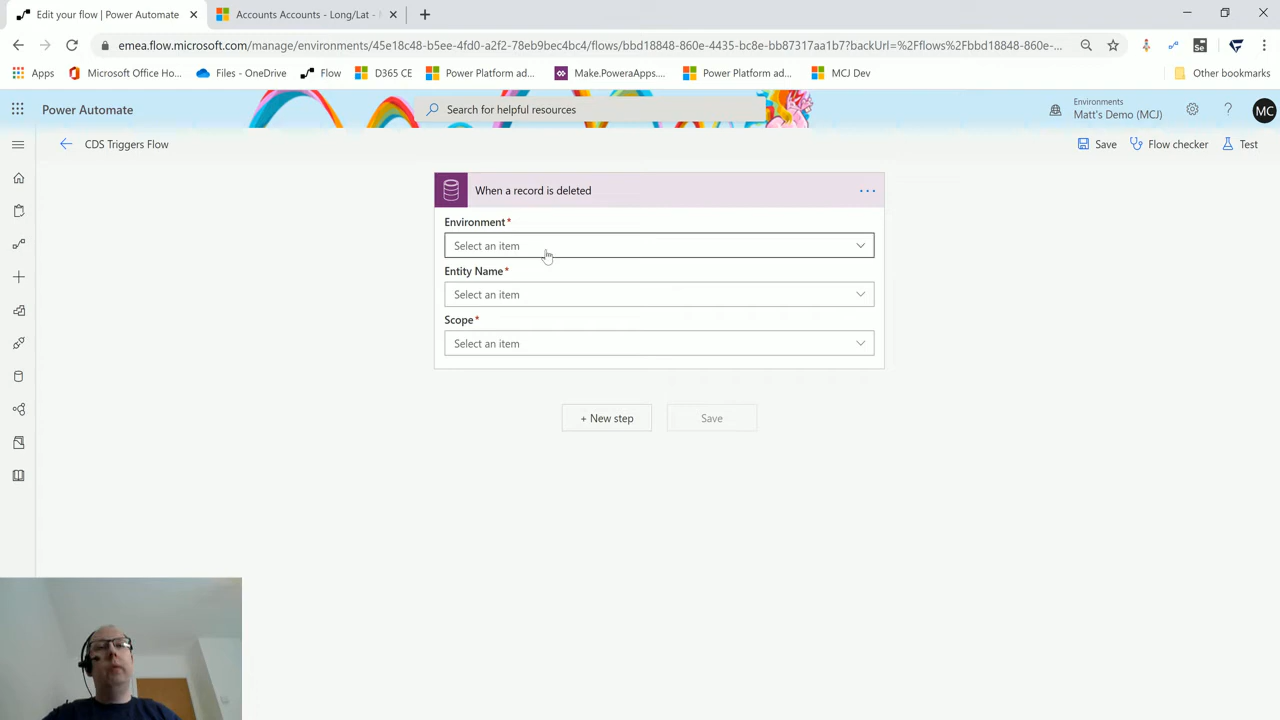 Edit your flow | Power Automate
Accounts Accounts - Long/Lat -
emea.flow.microsoft.com/manage/environments/45e18c48-b5ee-4fd0-a2f2-78eb9bec4bc4/flows/bbd18848-860e-4435-bc8e-bb87317aa1b7?backUrl=%2Fflows%2Fbbd18848-860e-...
Apps
Microsoft Office Ho...
Files - OneDrive
Flow
D365 CE
Power Platform ad...
Make.PoweraApps....
Power Platform ad...
MCJ Dev
Other bookmarks
Power Automate
Search for helpful resources
Environments
Matt's Demo (MCJ)
MC
CDS Triggers Flow
Save
Flow checker
Test
When a record is deleted
Environment*
Select an item
Entity Name*
Select an item
Scope*
Select an item
+ New step
Save